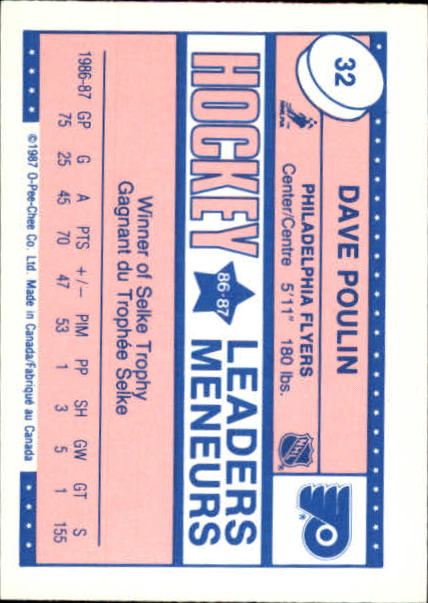 32
DAVE POULIN
PHILADELPHIA FLYERS
Center/Centre 5'11" 180 lbs.
HOCKEY 86-87 LEADERS
MENEURS
Winner of Selke Trophy
Gagnant du Trophée Selke
GP G A PTS +/− PIM PP SH GW GT S
1986-87 75 25 45 70 47 53 1 3 5 1 155
©1987 O-Pee-Chee Co. Ltd. Made in Canada/Fabriqué au Canada